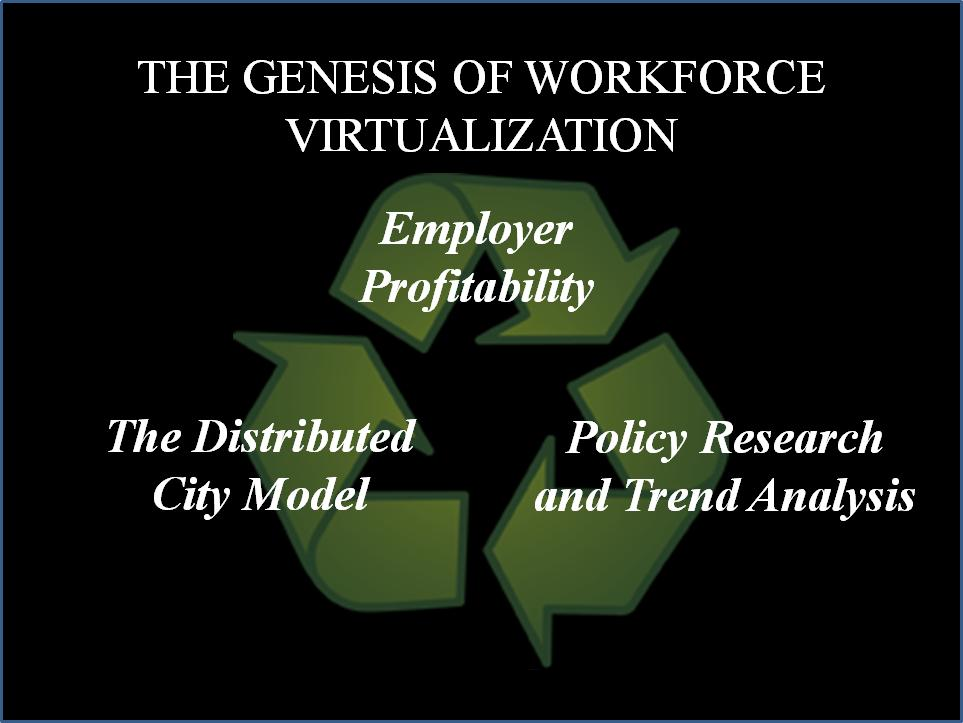 THE GENESIS OF WORKFORCE
VIRTUALIZATION
Employer
Profitability
The Distributed
City Model
Policy Research
and Trend Analysis